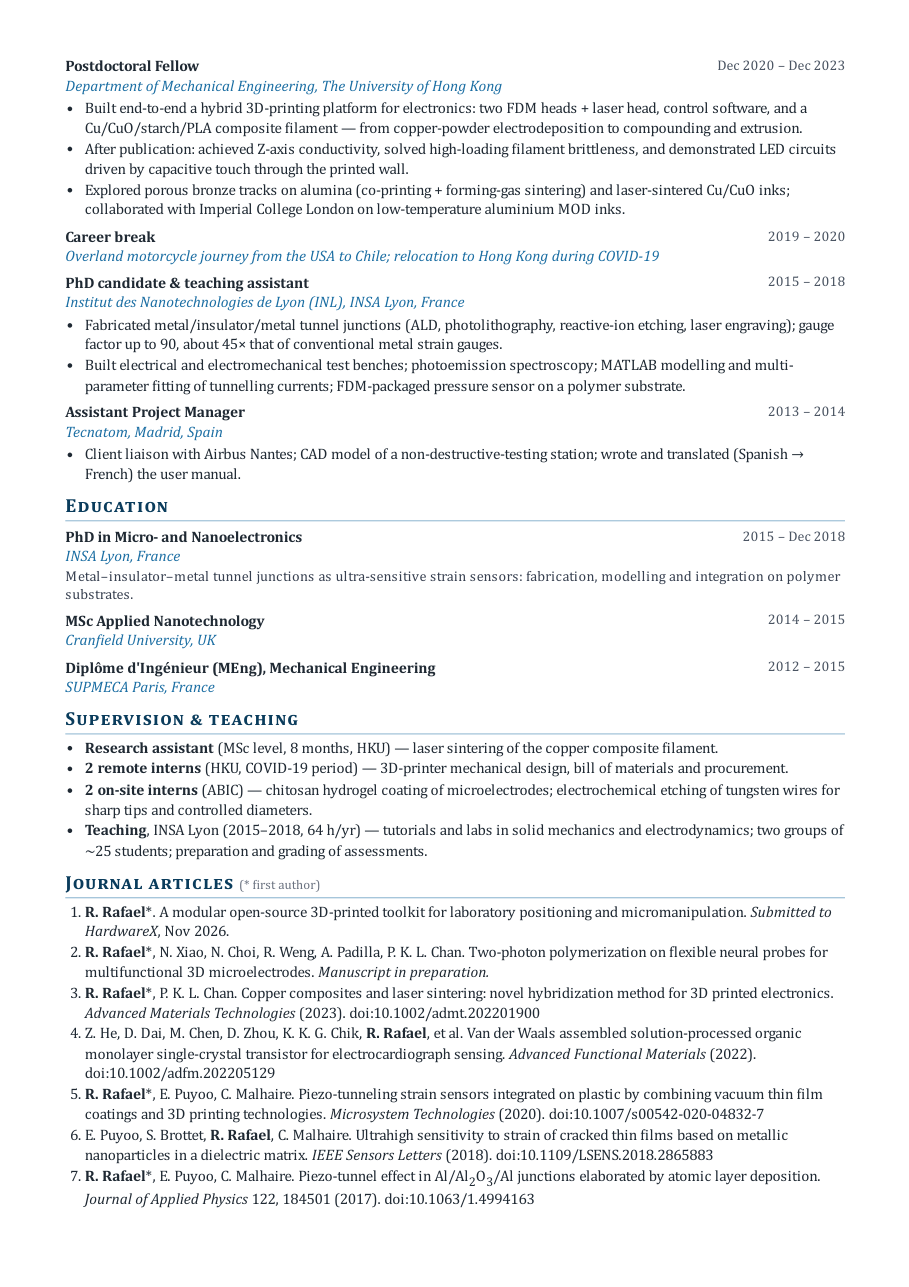 Postdoctoral Fellow Dec 2020 – Dec 2023
Department of Mechanical Engineering, The University of Hong Kong
• Built end-to-end a hybrid 3D-printing platform for electronics: two FDM heads + laser head, control software, and a
Cu/CuO/starch/PLA composite filament — from copper-powder electrodeposition to compounding and extrusion.
• After publication: achieved Z-axis conductivity, solved high-loading filament brittleness, and demonstrated LED circuits
driven by capacitive touch through the printed wall.
• Explored porous bronze tracks on alumina (co-printing + forming-gas sintering) and laser-sintered Cu/CuO inks;
collaborated with Imperial College London on low-temperature aluminium MOD inks.
Career break 2019 – 2020
Overland motorcycle journey from the USA to Chile; relocation to Hong Kong during COVID-19
PhD candidate & teaching assistant 2015 – 2018
Institut des Nanotechnologies de Lyon (INL), INSA Lyon, France
• Fabricated metal/insulator/metal tunnel junctions (ALD, photolithography, reactive-ion etching, laser engraving); gauge
factor up to 90, about 45× that of conventional metal strain gauges.
• Built electrical and electromechanical test benches; photoemission spectroscopy; MATLAB modelling and multi-
parameter fitting of tunnelling currents; FDM-packaged pressure sensor on a polymer substrate.
Assistant Project Manager 2013 – 2014
Tecnatom, Madrid, Spain
• Client liaison with Airbus Nantes; CAD model of a non-destructive-testing station; wrote and translated (Spanish →
French) the user manual.
EDUCATION
PhD in Micro- and Nanoelectronics 2015 – Dec 2018
INSA Lyon, France
Metal–insulator–metal tunnel junctions as ultra-sensitive strain sensors: fabrication, modelling and integration on polymer
substrates.
MSc Applied Nanotechnology 2014 – 2015
Cranfield University, UK
Diplôme d'Ingénieur (MEng), Mechanical Engineering 2012 – 2015
SUPMECA Paris, France
SUPERVISION & TEACHING
• Research assistant (MSc level, 8 months, HKU) — laser sintering of the copper composite filament.
• 2 remote interns (HKU, COVID-19 period) — 3D-printer mechanical design, bill of materials and procurement.
• 2 on-site interns (ABIC) — chitosan hydrogel coating of microelectrodes; electrochemical etching of tungsten wires for
sharp tips and controlled diameters.
• Teaching, INSA Lyon (2015–2018, 64 h/yr) — tutorials and labs in solid mechanics and electrodynamics; two groups of
~25 students; preparation and grading of assessments.
JOURNAL ARTICLES (* first author)
1. R. Rafael*. A modular open-source 3D-printed toolkit for laboratory positioning and micromanipulation. Submitted to
HardwareX, Nov 2026.
2. R. Rafael*, N. Xiao, N. Choi, R. Weng, A. Padilla, P. K. L. Chan. Two-photon polymerization on flexible neural probes for
multifunctional 3D microelectrodes. Manuscript in preparation.
3. R. Rafael*, P. K. L. Chan. Copper composites and laser sintering: novel hybridization method for 3D printed electronics.
Advanced Materials Technologies (2023). doi:10.1002/admt.202201900
4. Z. He, D. Dai, M. Chen, D. Zhou, K. K. G. Chik, R. Rafael, et al. Van der Waals assembled solution-processed organic
monolayer single-crystal transistor for electrocardiograph sensing. Advanced Functional Materials (2022).
doi:10.1002/adfm.202205129
5. R. Rafael*, E. Puyoo, C. Malhaire. Piezo-tunneling strain sensors integrated on plastic by combining vacuum thin film
coatings and 3D printing technologies. Microsystem Technologies (2020). doi:10.1007/s00542-020-04832-7
6. E. Puyoo, S. Brottet, R. Rafael, C. Malhaire. Ultrahigh sensitivity to strain of cracked thin films based on metallic
nanoparticles in a dielectric matrix. IEEE Sensors Letters (2018). doi:10.1109/LSENS.2018.2865883
7. R. Rafael*, E. Puyoo, C. Malhaire. Piezo-tunnel effect in Al/Al₂O₃/Al junctions elaborated by atomic layer deposition.
Journal of Applied Physics 122, 184501 (2017). doi:10.1063/1.4994163